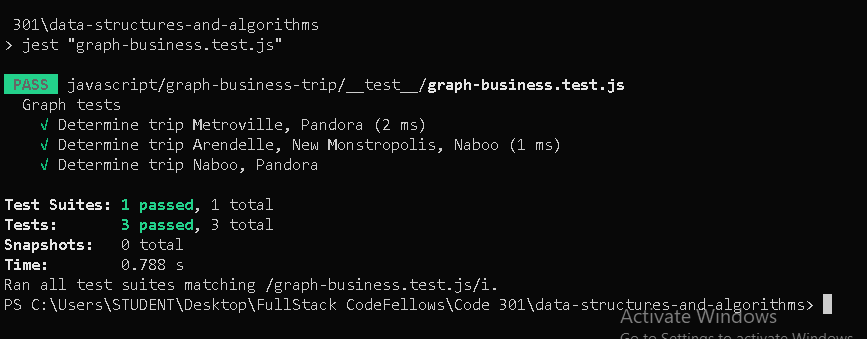 301\data-structures-and-algorithms
> jest "graph-business.test.js"
PASS javascript/graph-business-trip/__test__/graph-business.test.js
Graph tests
√ Determine trip Metroville, Pandora (2 ms)
√ Determine trip Arendelle, New Monstropolis, Naboo (1 ms)
√ Determine trip Naboo, Pandora
Test Suites: 1 passed, 1 total
Tests: 3 passed, 3 total
Snapshots: 0 total
Time: 0.788 s
Ran all test suites matching /graph-business.test.js/i.
PS C:\Users\STUDENT\Desktop\FullStack CodeFellows\Code 301\data-structures-and-algorithms>
Activate Windows
Go to Settings to activate Windows